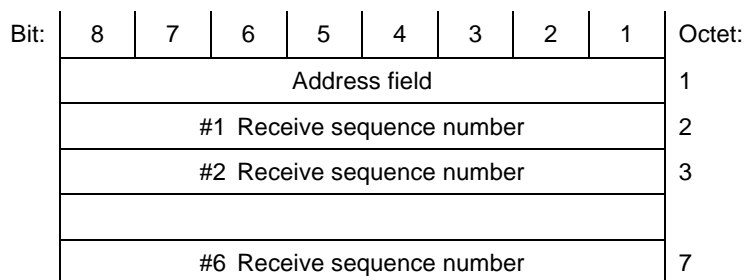 Bit: 8 7 6 5 4 3 2 1 Octet:
Address field 1
#1 Receive sequence number 2
#2 Receive sequence number 3
#6 Receive sequence number 7